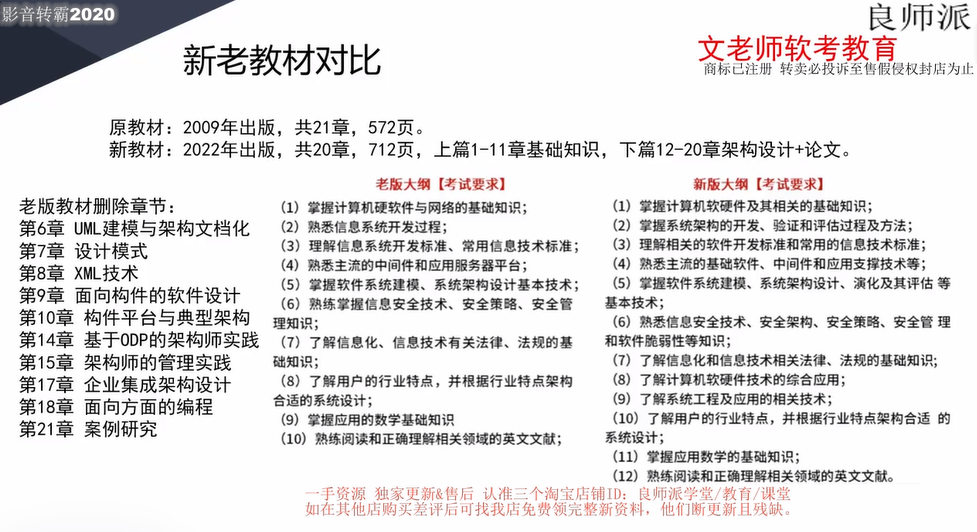 影音转霸2020
良师派
文老师软考教育
商标已注册 转卖必投诉至售假侵权封店为止
新老教材对比
原教材：2009年出版，共21章，572页。
新教材：2022年出版，共20章，712页，上篇1-11章基础知识，下篇12-20章架构设计+论文。
老版教材删除章节：
第6章 UML建模与架构文档化
第7章 设计模式
第8章 XML技术
第9章 面向构件的软件设计
第10章 构件平台与典型架构
第14章 基于ODP的架构师实践
第15章 架构师的管理实践
第17章 企业集成架构设计
第18章 面向方面的编程
第21章 案例研究
老版大纲【考试要求】
（1）掌握计算机硬软件与网络的基础知识；
（2）熟悉信息系统开发过程；
（3）理解信息系统开发标准、常用信息技术标准；
（4）熟悉主流的中间件和应用服务器平台；
（5）掌握软件系统建模、系统架构设计基本技术；
（6）熟练掌握信息安全技术、安全策略、安全管
理知识；
（7）了解信息化、信息技术有关法律、法规的基
础知识；
（8）了解用户的行业特点，并根据行业特点架构
合适的系统设计；
（9）掌握应用的数学基础知识
（10）熟练阅读和正确理解相关领域的英文文献；
新版大纲【考试要求】
（1）掌握计算机软硬件及其相关的基础知识；
（2）掌握系统架构的开发、验证和评估过程及方法；
（3）理解相关的软件开发标准和常用的信息技术标准；
（4）熟悉主流的基础软件、中间件和应用支撑技术等；
（5）掌握软件系统建模、系统架构设计、演化及其评估 等
基本技术；
（6）熟悉信息安全技术、安全架构、安全策略、安全管 理
和软件脆弱性等知识；
（7）了解信息化和信息技术相关法律、法规的基础知识；
（8）了解计算机软硬件技术的综合应用；
（9）了解系统工程及应用的相关技术；
（10）了解用户的行业特点，并根据行业特点架构合适 的
系统设计；
（11）掌握应用数学的基础知识；
（12）熟练阅读和正确理解相关领域的英文文献。
一手资源 独家更新&售后 认准三个淘宝店铺ID：良师派学堂/教育/课堂
如在其他店购买差评后可找我店免费领完整新资料，他们断更新且残缺。